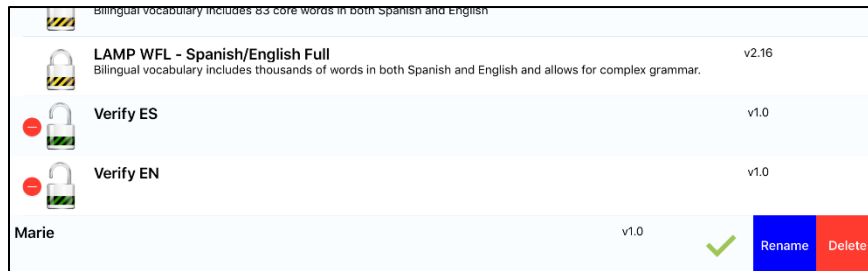 Bilingual vocabulary includes 83 core words in both Spanish and English
LAMP WFL - Spanish/English Full v2.16
Bilingual vocabulary includes thousands of words in both Spanish and English and allows for complex grammar.
Verify ES v1.0
Verify EN v1.0
Marie v1.0 Rename Delete